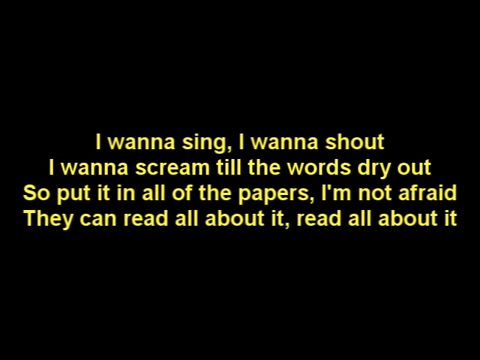 I wanna sing, I wanna shout
I wanna scream till the words dry out
So put it in all of the papers, I'm not afraid
They can read all about it, read all about it